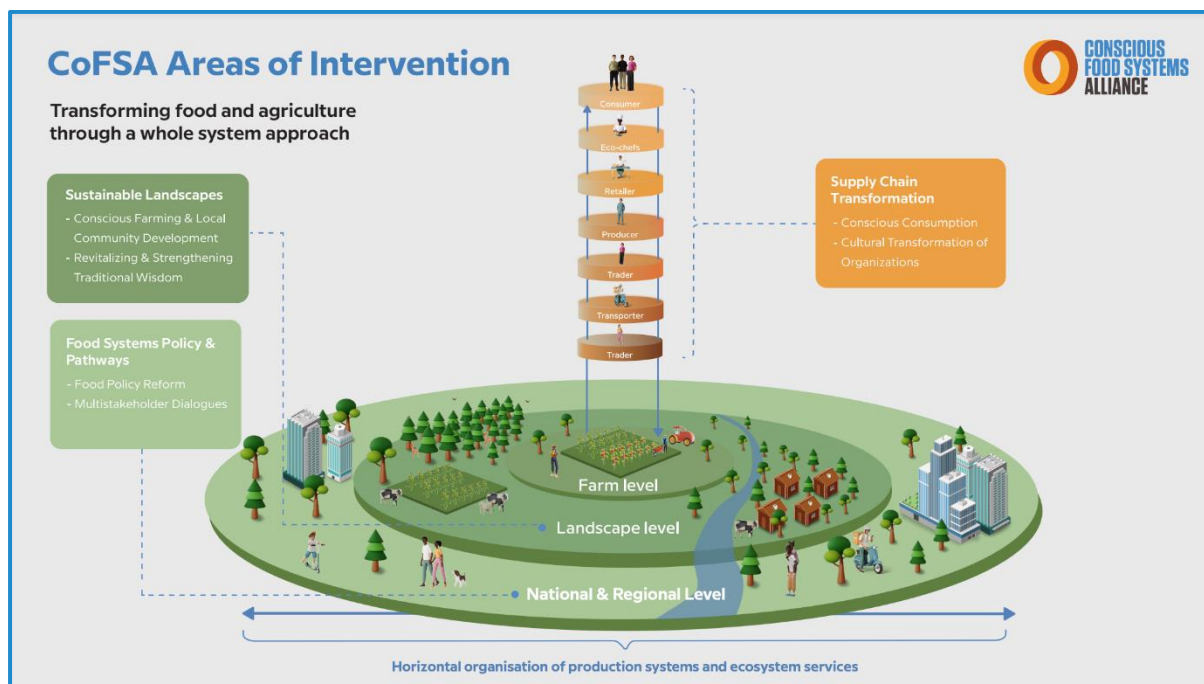 CoFSA Areas of Intervention
Transforming food and agriculture
through a whole system approach
CONSCIOUS
FOOD SYSTEMS
ALLIANCE
Sustainable Landscapes
- Conscious Farming & Local
Community Development
- Revitalizing & Strengthening
Traditional Wisdom
Food Systems Policy &
Pathways
- Food Policy Reform
- Multistakeholder Dialogues
Consumer
Eco-chefs
Retailer
Producer
Trader
Transporter
Trader
Supply Chain
Transformation
- Conscious Consumption
- Cultural Transformation of
Organizations
Farm level
Landscape level
National & Regional Level
Horizontal organisation of production systems and ecosystem services